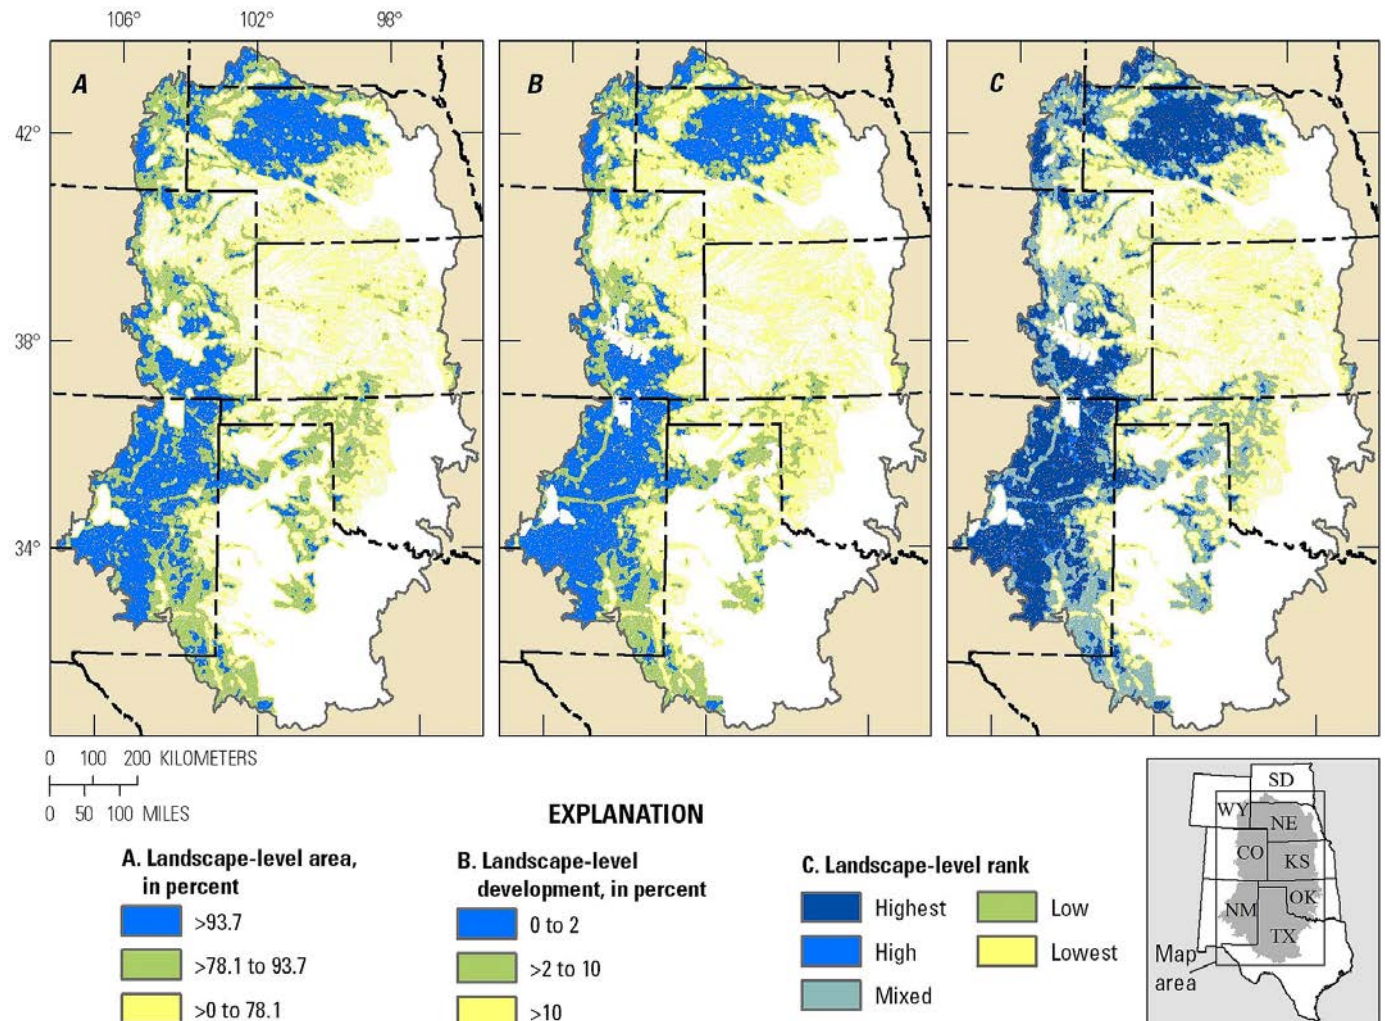 106° 102° 98°
A B C
42°
38°
34°
0 100 200 KILOMETERS
0 50 100 MILES
EXPLANATION
A. Landscape-level area,
in percent
>93.7
>78.1 to 93.7
>0 to 78.1
B. Landscape-level
development, in percent
0 to 2
>2 to 10
>10
C. Landscape-level rank
Highest
High
Mixed
Low
Lowest
SD
WY
NE
CO
KS
OK
NM
TX
Map
area